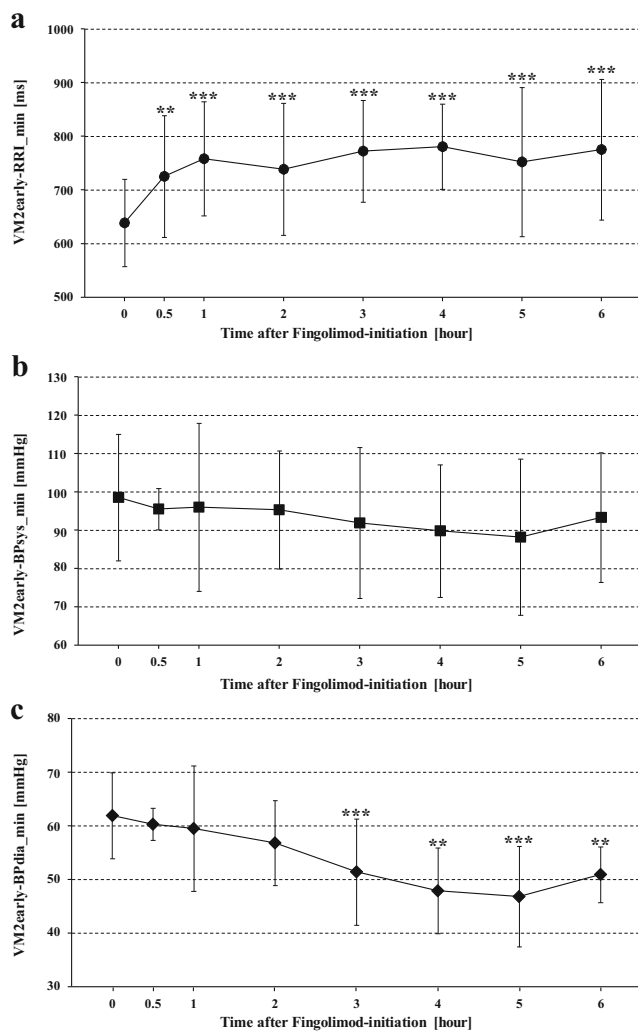 a
VM2early-RRI_min [ms]
1000
900
800
700
600
500
** *** *** *** *** *** ***
0 0.5 1 2 3 4 5 6
Time after Fingolimod-initiation [hour]
b
VM2early-BPsys_min [mmHg]
130
120
110
100
90
80
70
60
0 0.5 1 2 3 4 5 6
Time after Fingolimod-initiation [hour]
c
VM2early-BPdia_min [mmHg]
80
70
60
50
40
30
*** ** *** **
0 0.5 1 2 3 4 5 6
Time after Fingolimod-initiation [hour]